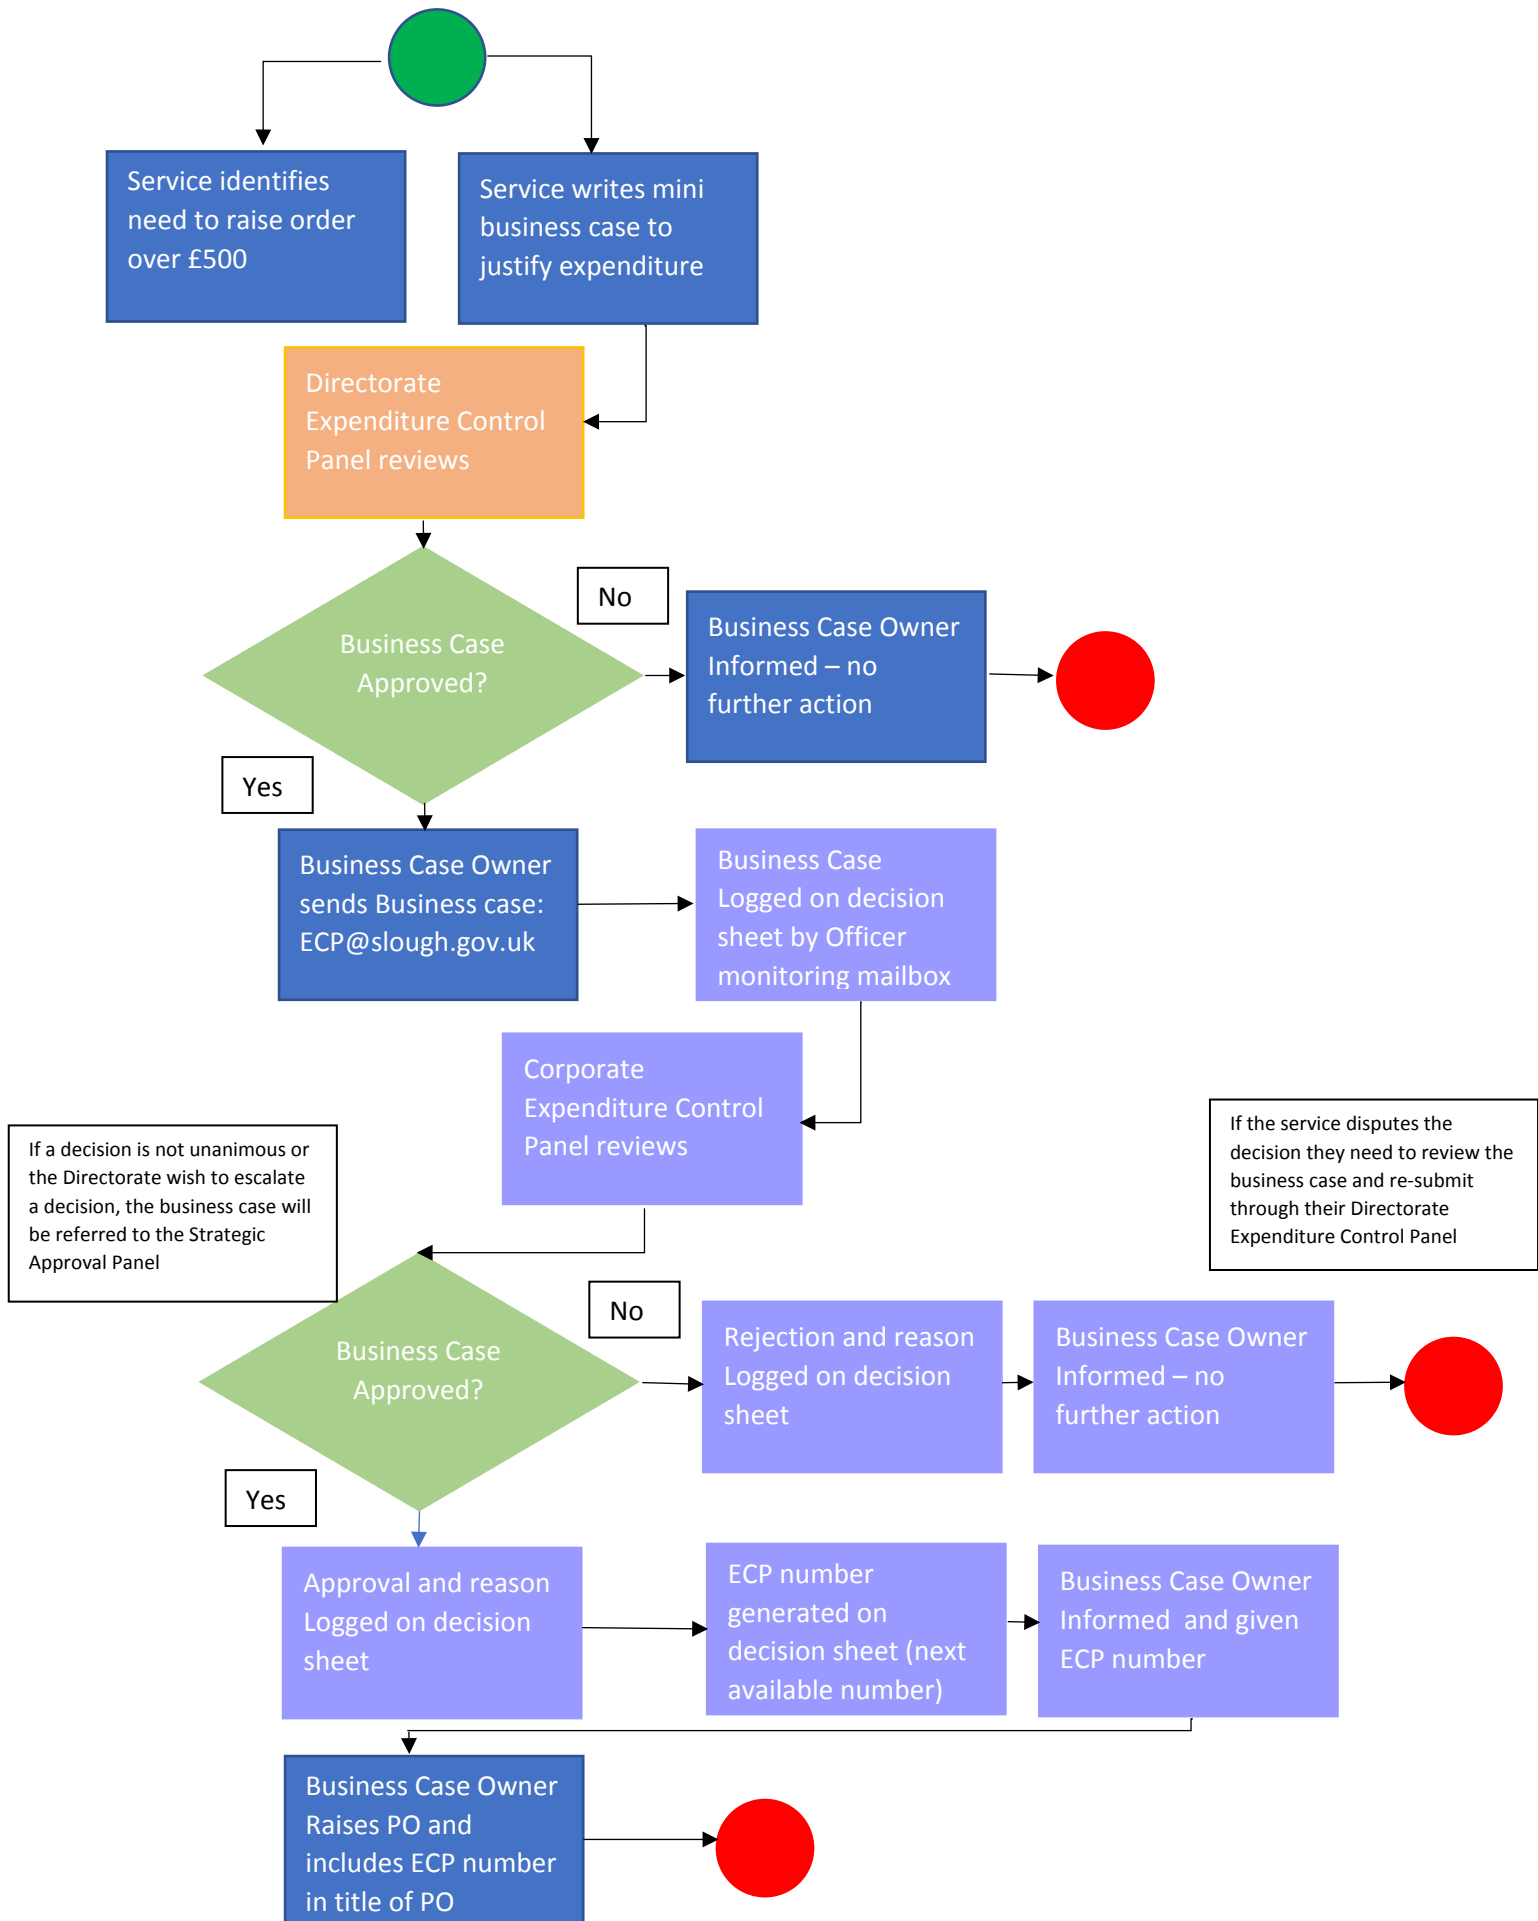 Service identifies
need to raise order
over £500
Service writes mini
business case to
justify expenditure
Directorate
Expenditure Control
Panel reviews
No
Business Case
Approved?
Business Case Owner
Informed – no
further action
Yes
Business Case Owner
sends Business case:
ECP@slough.gov.uk
Business Case
Logged on decision
sheet by Officer
monitoring mailbox
Corporate
Expenditure Control
Panel reviews
If a decision is not unanimous or
the Directorate wish to escalate
a decision, the business case will
be referred to the Strategic
Approval Panel
If the service disputes the
decision they need to review the
business case and re-submit
through their Directorate
Expenditure Control Panel
No
Business Case
Approved?
Rejection and reason
Logged on decision
sheet
Business Case Owner
Informed – no
further action
Yes
Approval and reason
Logged on decision
sheet
ECP number
generated on
decision sheet (next
available number)
Business Case Owner
Informed  and given
ECP number
Business Case Owner
Raises PO and
includes ECP number
in title of PO